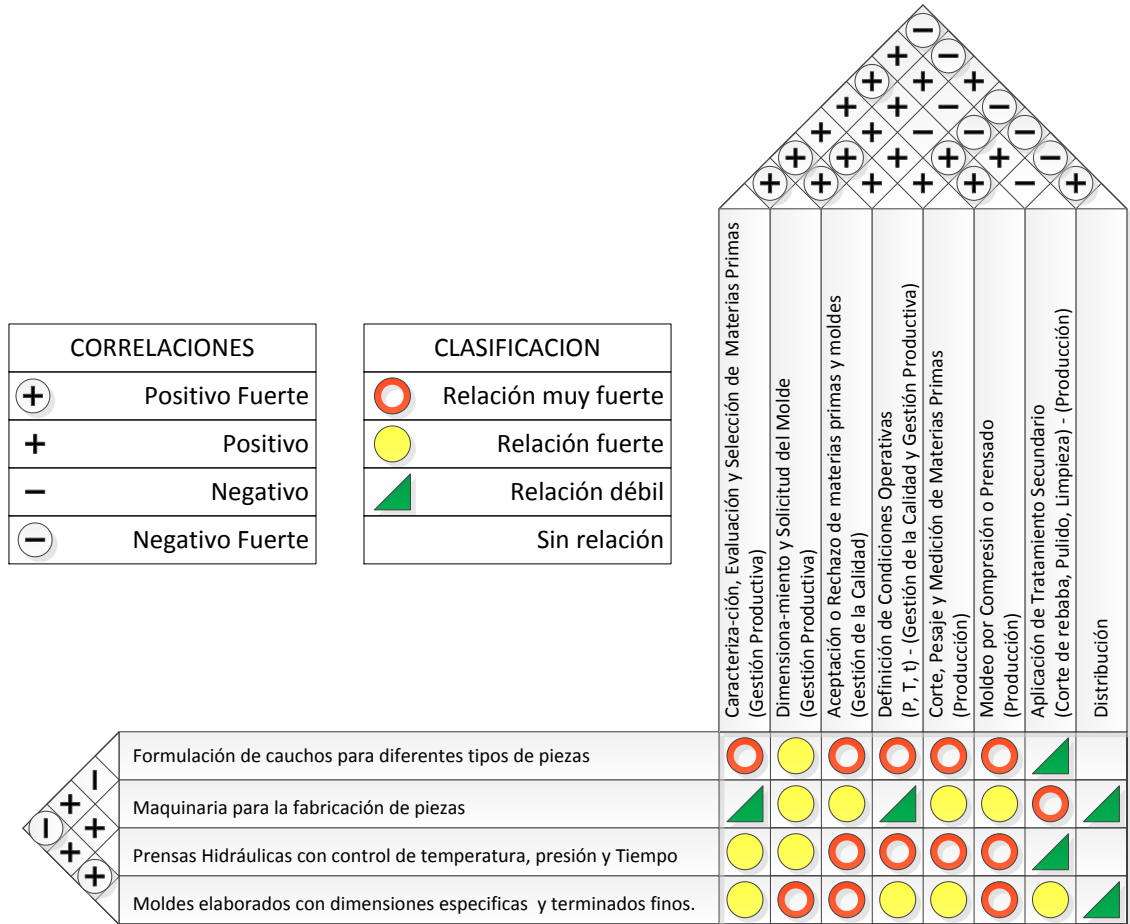 CORRELACIONES
Positivo Fuerte
Positivo
Negativo
Negativo Fuerte
CLASIFICACION
Relación muy fuerte
Relación fuerte
Relación débil
Sin relación
Caracteriza-ción, Evaluación y Selección de Materias Primas
(Gestión Productiva)
Dimensiona-miento y Solicitud del Molde
(Gestión Productiva)
Aceptación o Rechazo de materias primas y moldes
(Gestión de la Calidad)
Definición de Condiciones Operativas
(P, T, t) - (Gestión de la Calidad y Gestión Productiva)
Corte, Pesaje y Medición de Materias Primas
(Producción)
Moldeo por Compresión o Prensado
(Producción)
Aplicación de Tratamiento Secundario
(Corte de rebaba, Pulido, Limpieza) - (Producción)
Distribución
Formulación de cauchos para diferentes tipos de piezas
Maquinaria para la fabricación de piezas
Prensas Hidráulicas con control de temperatura, presión y Tiempo
Moldes elaborados con dimensiones especificas y terminados finos.